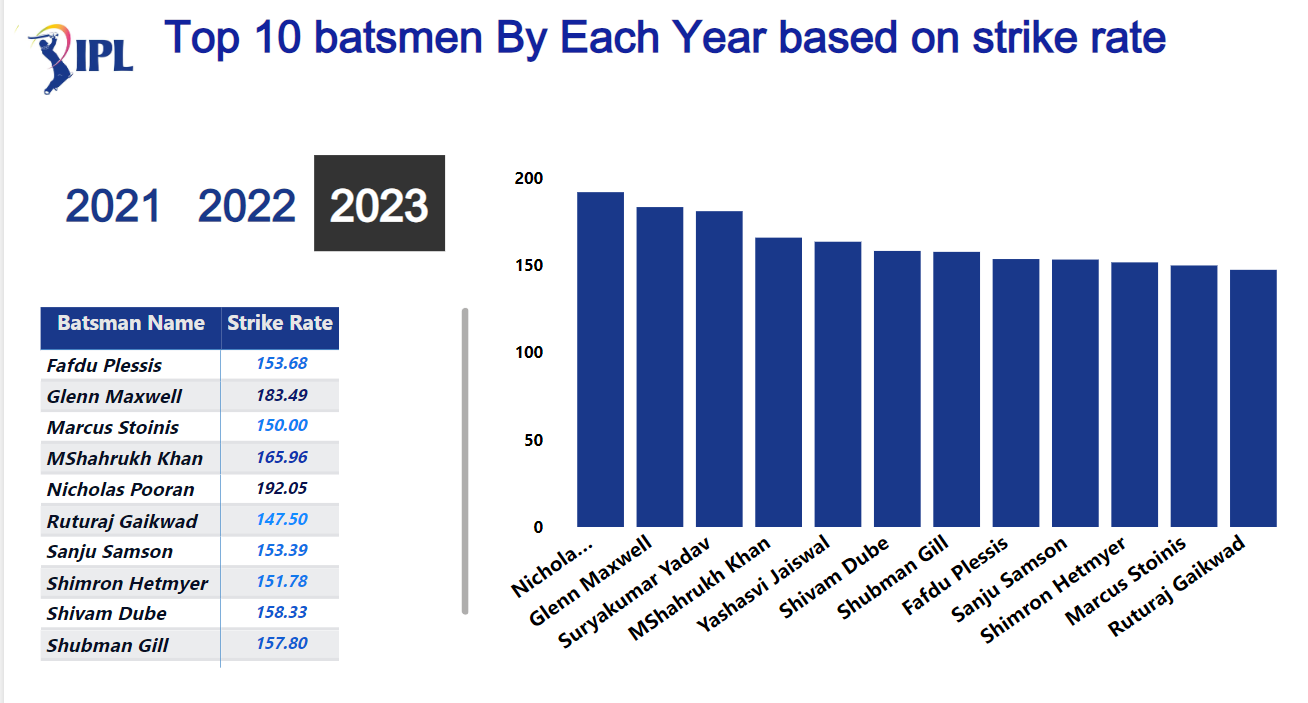 IPL
Top 10 batsmen By Each Year based on strike rate
2021 2022 2023
Batsman Name Strike Rate
Fafdu Plessis 153.68
Glenn Maxwell 183.49
Marcus Stoinis 150.00
MShahrukh Khan 165.96
Nicholas Pooran 192.05
Ruturaj Gaikwad 147.50
Sanju Samson 153.39
Shimron Hetmyer 151.78
Shivam Dube 158.33
Shubman Gill 157.80
200
150
100
50
0
Nichola...
Glenn Maxwell
Suryakumar Yadav
MShahrukh Khan
Yashasvi Jaiswal
Shivam Dube
Shubman Gill
Fafdu Plessis
Sanju Samson
Shimron Hetmyer
Marcus Stoinis
Ruturaj Gaikwad